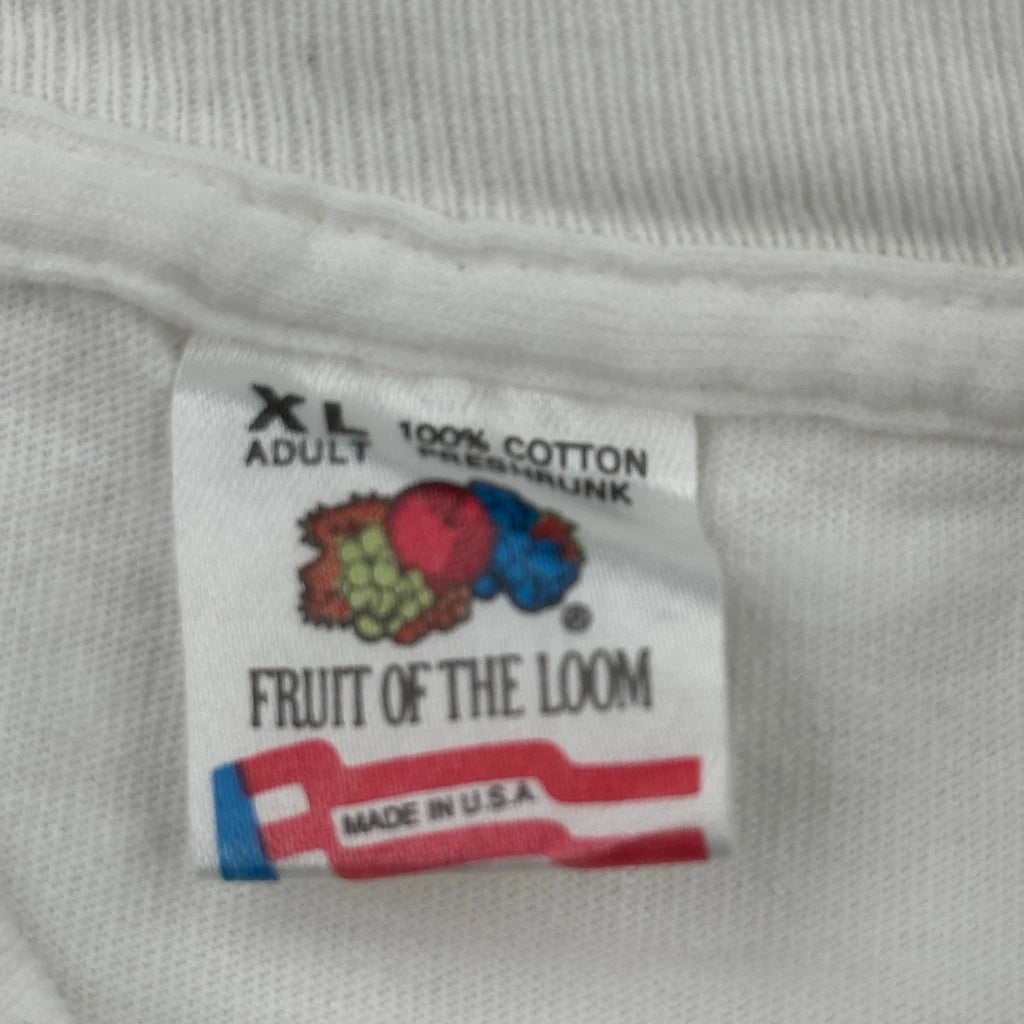 XL
ADULT
100% COTTON
PRESHRUNK
®
FRUIT OF THE LOOM
MADE IN U.S.A